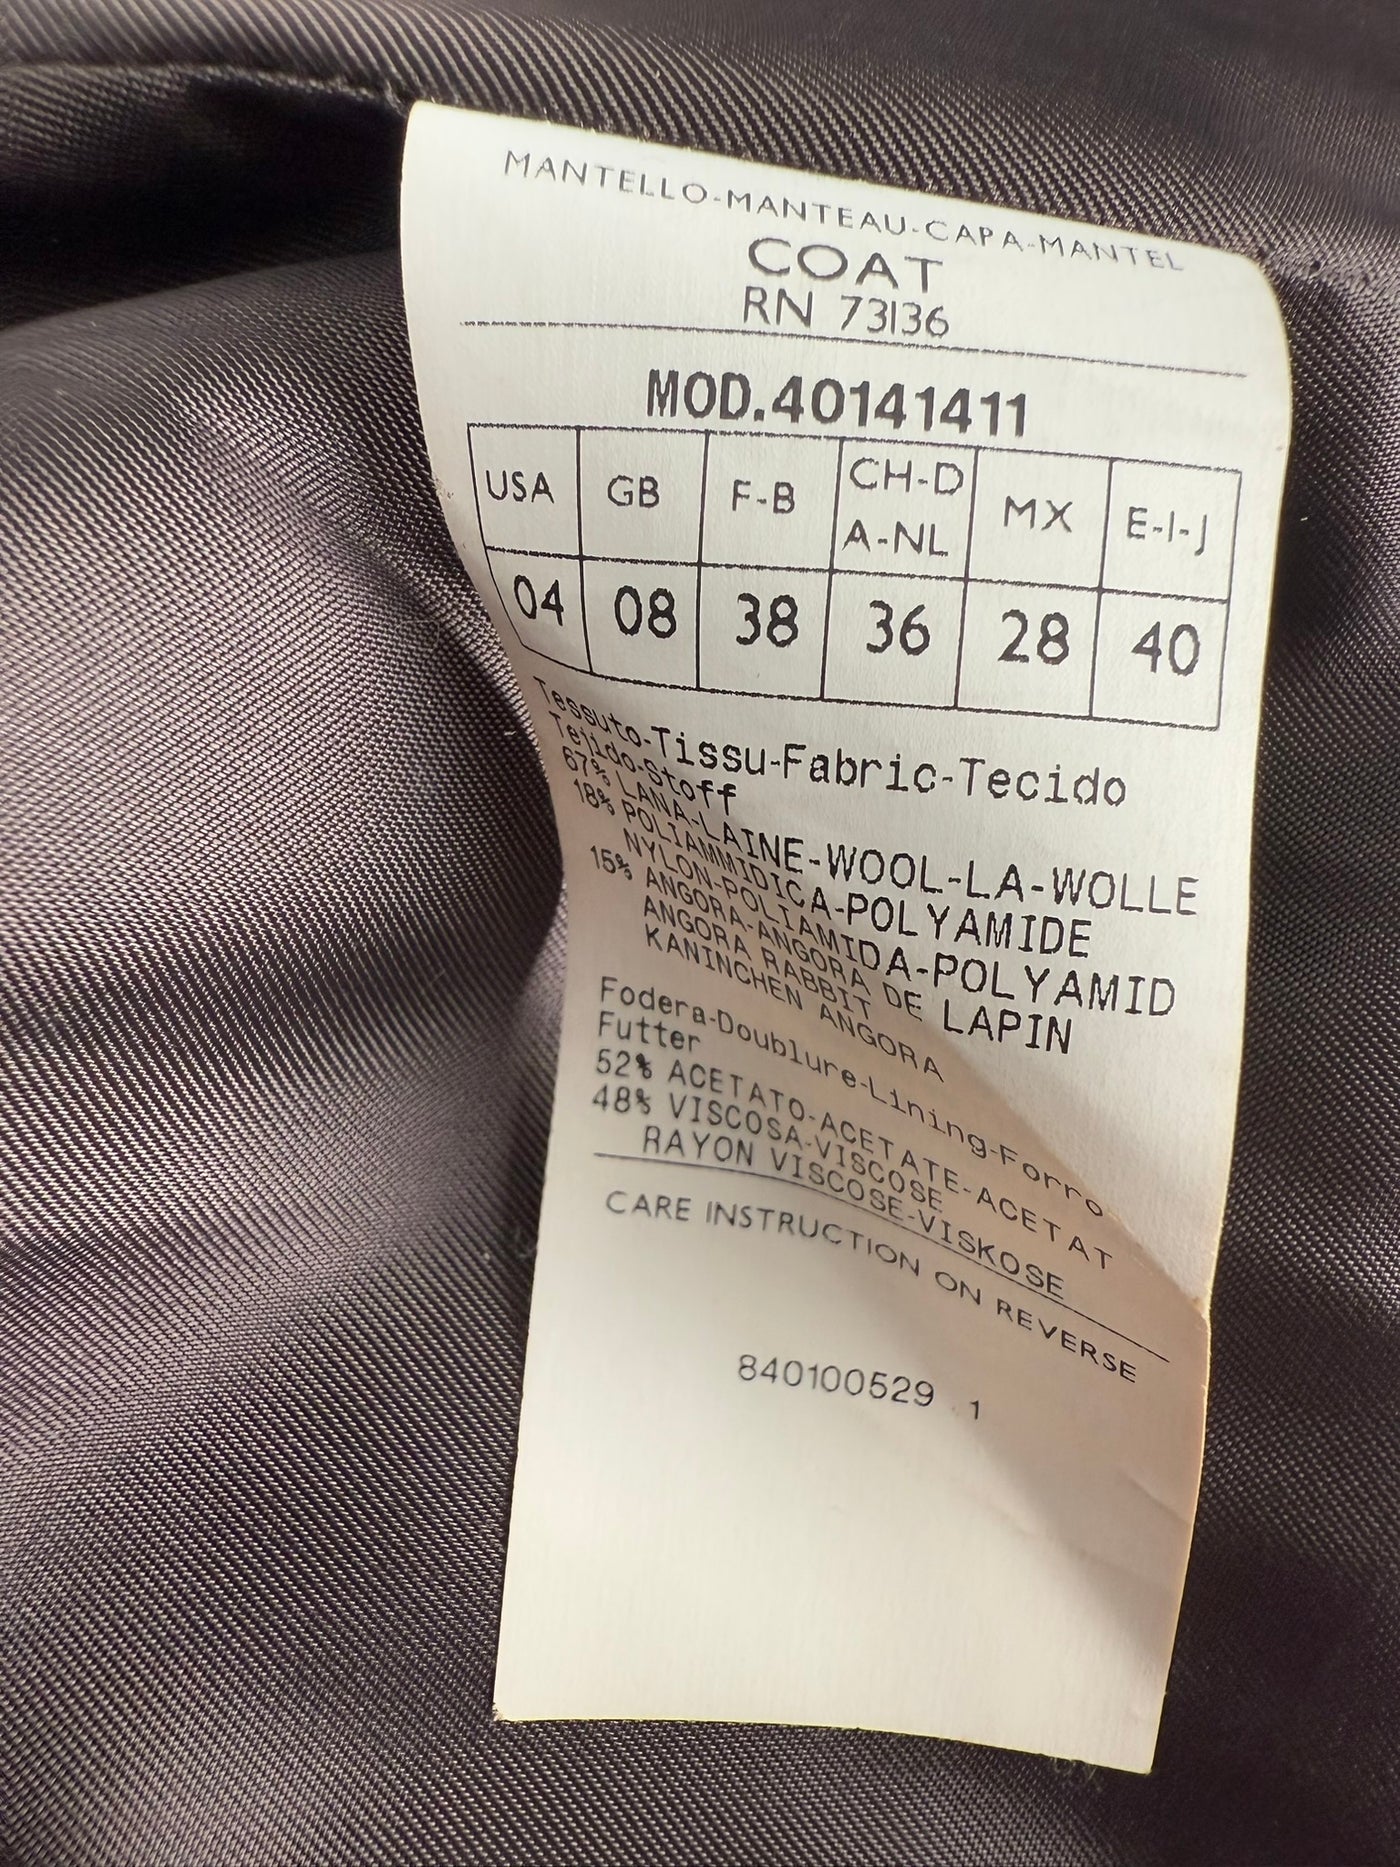 MANTELLO-MANTEAU-CAPA-MANTEL
COAT
RN 73136
MOD.40141411
USA GB F-B CH-D A-NL MX E-I-J
04 08 38 36 28 40
Tessuto-Tissu-Fabric-Tecido
Tejido-Stoff
67% LANA-LAINE-WOOL-LA-WOLLE
18% POLIAMMIDICA-POLYAMIDE
NYLON-POLIAMIDA-POLYAMID
15% ANGORA-ANGORA DE LAPIN
ANGORA RABBIT
KANINCHEN ANGORA
Fodera-Doublure-Lining-Forro
Futter
52% ACETATO-ACETATE-ACETAT
48% VISCOSA-VISCOSE
RAYON VISCOSE-VISKOSE
CARE INSTRUCTION ON REVERSE
840100529 1